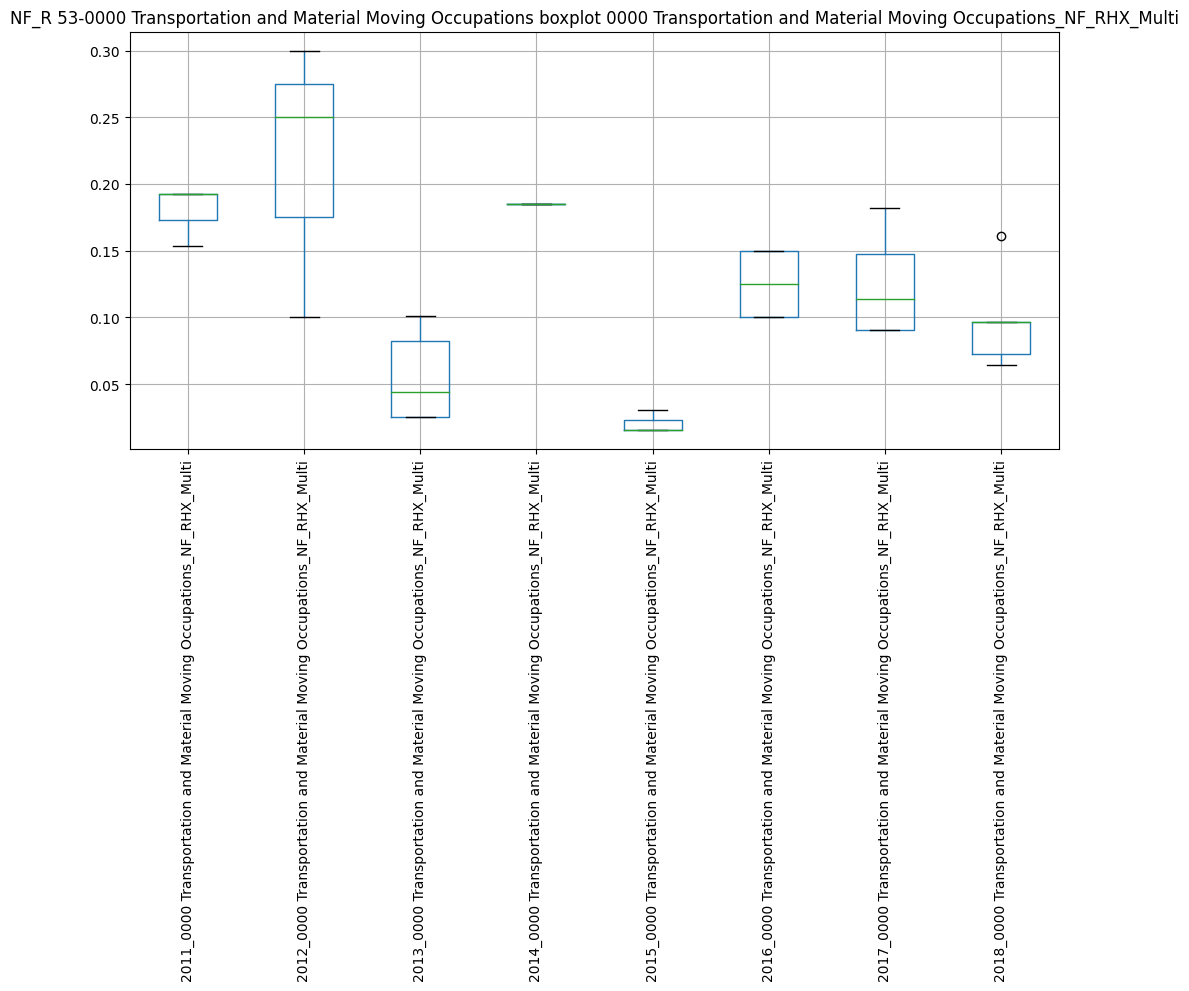 NF_R 53-0000 Transportation and Material Moving Occupations boxplot 0000 Transportation and Material Moving Occupations_NF_RHX_Multi
0.30
0.25
0.20
0.15
0.10
0.05
2011_0000 Transportation and Material Moving Occupations_NF_RHX_Multi
2012_0000 Transportation and Material Moving Occupations_NF_RHX_Multi
2013_0000 Transportation and Material Moving Occupations_NF_RHX_Multi
2014_0000 Transportation and Material Moving Occupations_NF_RHX_Multi
2015_0000 Transportation and Material Moving Occupations_NF_RHX_Multi
2016_0000 Transportation and Material Moving Occupations_NF_RHX_Multi
2017_0000 Transportation and Material Moving Occupations_NF_RHX_Multi
2018_0000 Transportation and Material Moving Occupations_NF_RHX_Multi